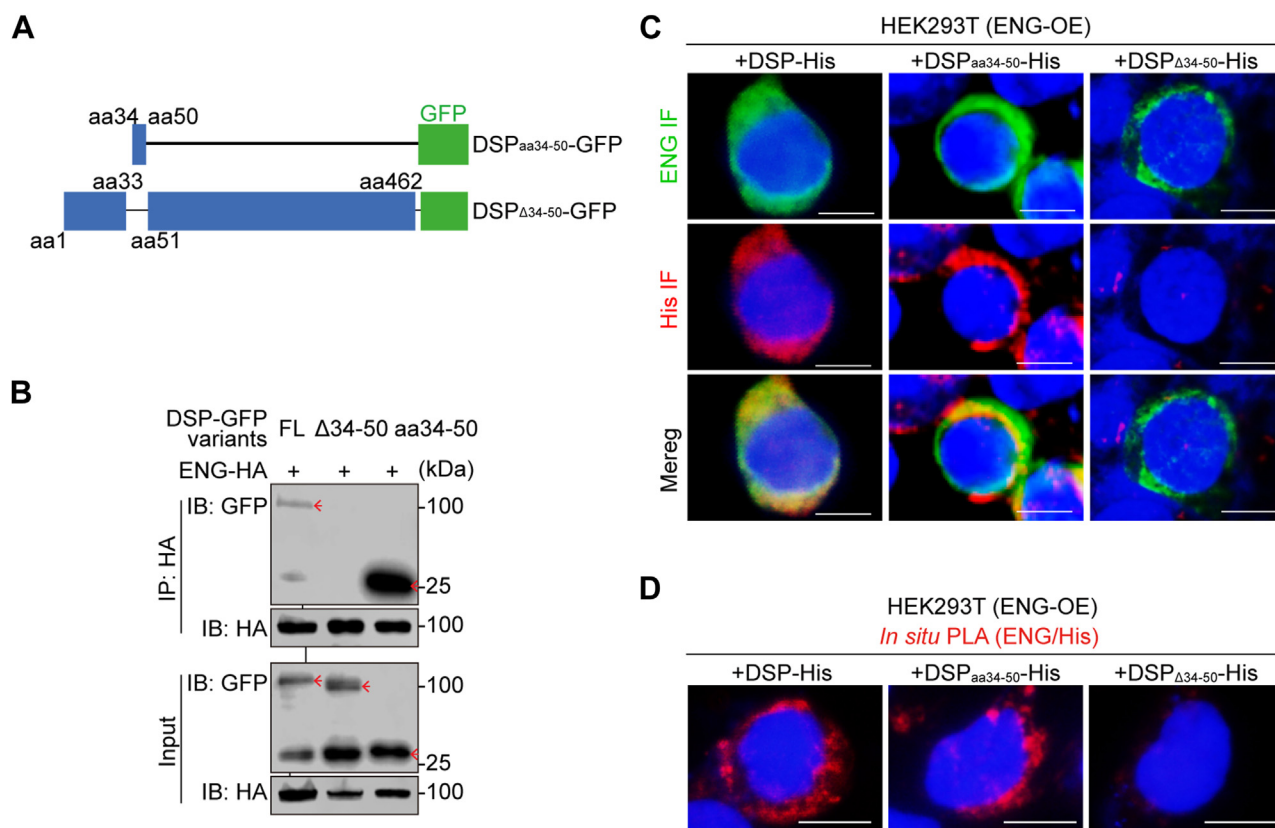 A
aa34 aa50 GFP
DSPaa34-50-GFP
aa33 aa462
DSPΔ34-50-GFP
aa1 aa51
B
DSP-GFP
variants FL Δ34-50 aa34-50
ENG-HA + + + (kDa)
IP: HA
IB: GFP
100
25
IB: HA 100
Input
IB: GFP
100
25
IB: HA 100
C
HEK293T (ENG-OE)
+DSP-His +DSPaa34-50-His +DSPΔ34-50-His
ENG IF
His IF
Mereg
D
HEK293T (ENG-OE)
In situ PLA (ENG/His)
+DSP-His +DSPaa34-50-His +DSPΔ34-50-His